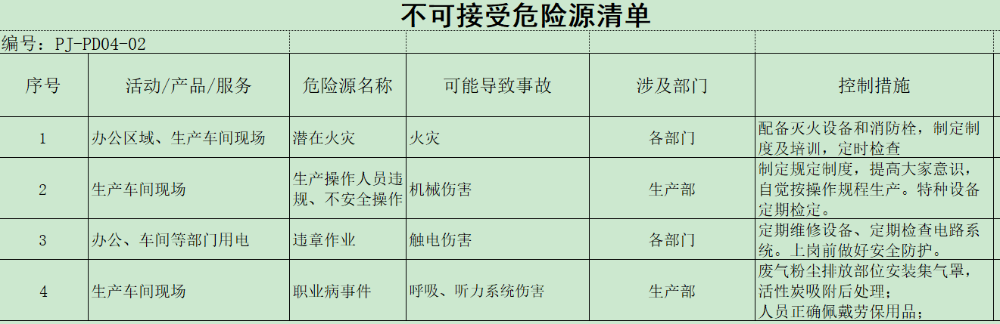 不可接受危险源清单
编号：PJ-PD04-02
序号 活动/产品/服务 危险源名称 可能导致事故 涉及部门 控制措施
1 办公区域、生产车间现场 潜在火灾 火灾 各部门 配备灭火设备和消防栓，制定制
度及培训，定时检查
2 生产车间现场 生产操作人员违
规、不安全操作 机械伤害 生产部 制定规定制度，提高大家意识，
自觉按操作规程生产。特种设备
定期检定。
3 办公、车间等部门用电 违章作业 触电伤害 各部门 定期维修设备、定期检查电路系
统。上岗前做好安全防护。
4 生产车间现场 职业病事件 呼吸、听力系统伤害 生产部 废气粉尘排放部位安装集气罩，
活性炭吸附后处理；
人员正确佩戴劳保用品；